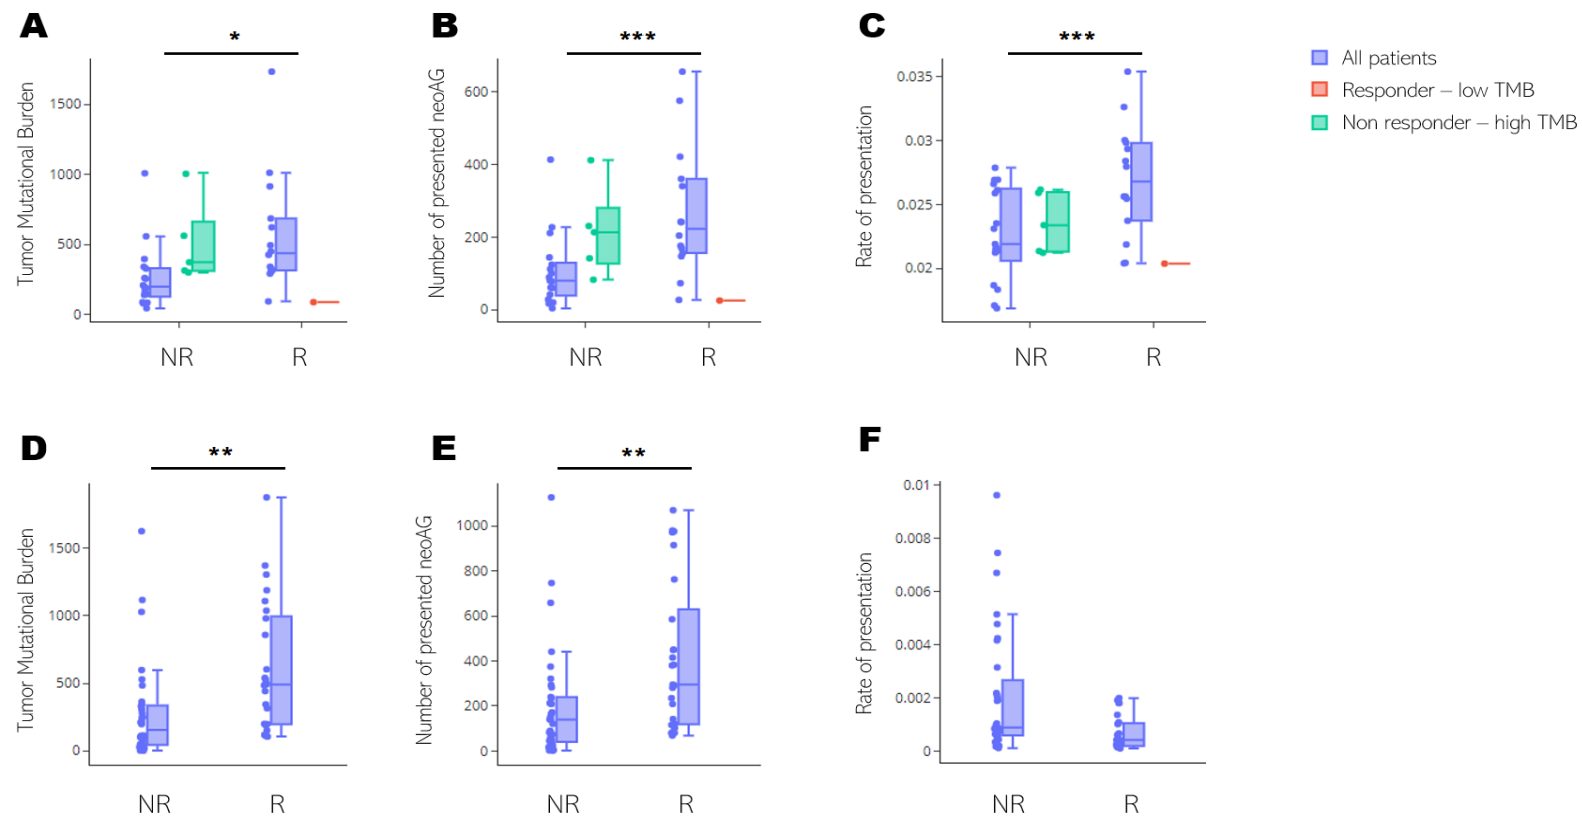 A
B
C
*
***
***
Tumor Mutational Burden
1500
1000
500
0
NR
R
Number of presented neoAG
600
400
200
0
NR
R
Rate of presentation
0.035
0.03
0.025
0.02
NR
R
All patients
Responder – low TMB
Non responder – high TMB
D
E
F
**
**
Tumor Mutational Burden
1500
1000
500
0
NR
R
Number of presented neoAG
1000
800
600
400
200
0
NR
R
Rate of presentation
0.01
0.008
0.006
0.004
0.002
0
NR
R